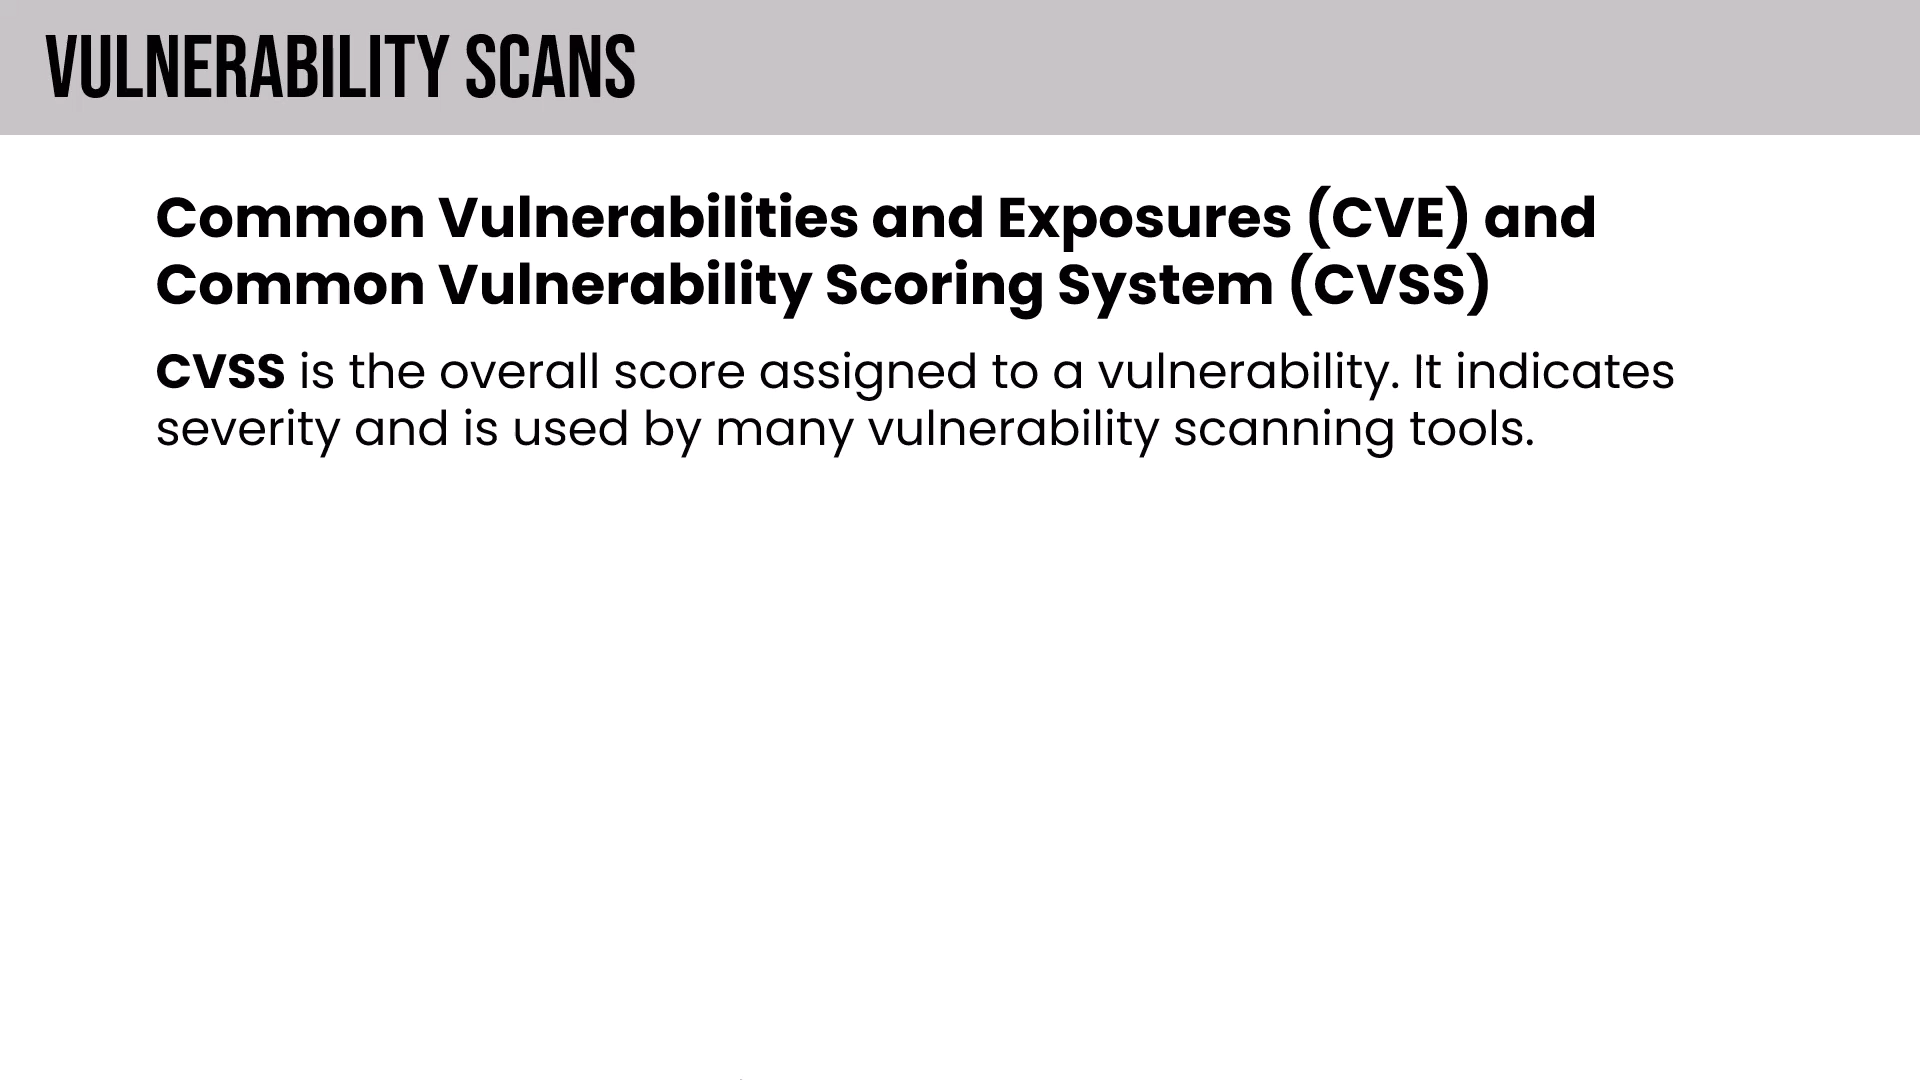 VULNERABILITY SCANS
Common Vulnerabilities and Exposures (CVE) and
Common Vulnerability Scoring System (CVSS)
CVSS is the overall score assigned to a vulnerability. It indicates
severity and is used by many vulnerability scanning tools.